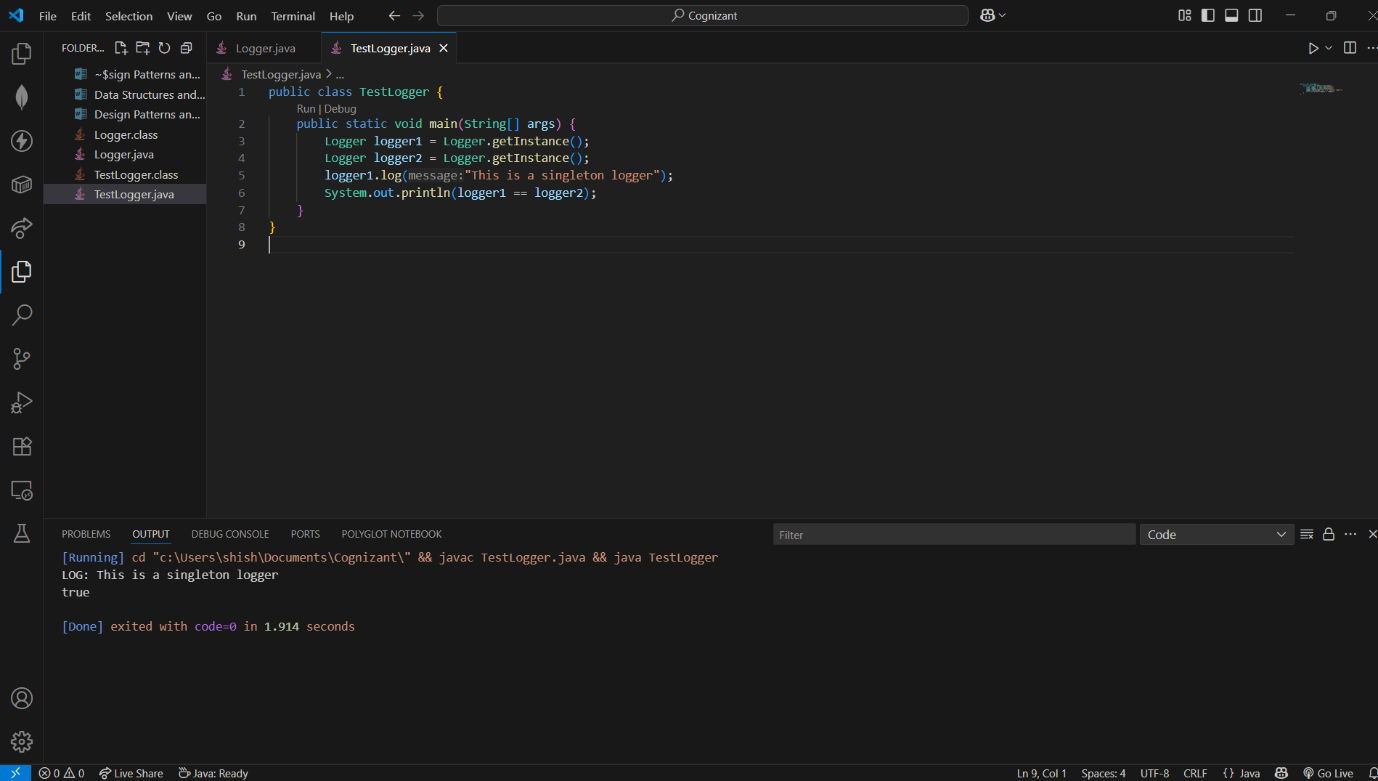 File Edit Selection View Go Run Terminal Help Cognizant
FOLDER... Logger.java TestLogger.java
~$sign Patterns an...
Data Structures and...
Design Patterns an...
Logger.class
Logger.java
TestLogger.class
TestLogger.java
TestLogger.java > ...
1 public class TestLogger {
Run | Debug
2 public static void main(String[] args) {
3 Logger logger1 = Logger.getInstance();
4 Logger logger2 = Logger.getInstance();
5 logger1.log(message:"This is a singleton logger");
6 System.out.println(logger1 == logger2);
7 }
8 }
9
PROBLEMS OUTPUT DEBUG CONSOLE PORTS POLYGLOT NOTEBOOK Filter Code
[Running] cd "c:\Users\shish\Documents\Cognizant\" && javac TestLogger.java && java TestLogger
LOG: This is a singleton logger
true
[Done] exited with code=0 in 1.914 seconds
0 0 Live Share Java: Ready Ln 9, Col 1 Spaces: 4 UTF-8 CRLF {} Java Go Live